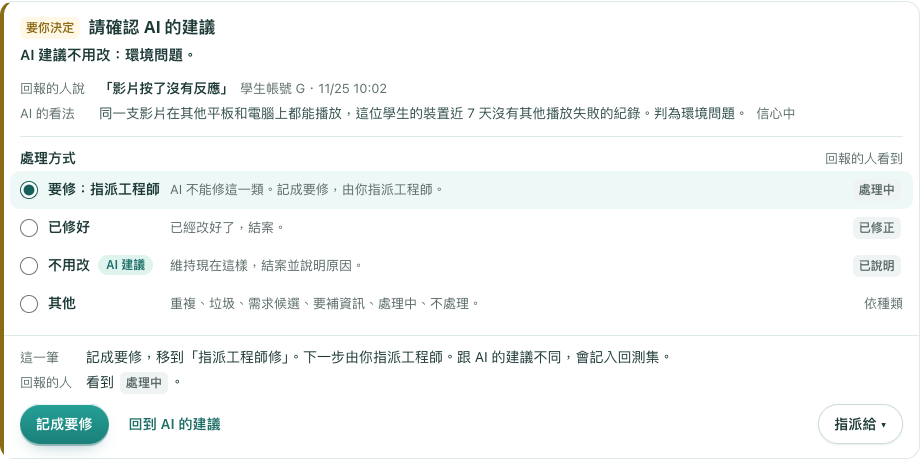 要你決定 請確認 AI 的建議
AI 建議不用改：環境問題。
回報的人說 「影片按了沒有反應」 學生帳號 G · 11/25 10:02
AI 的看法 同一支影片在其他平板和電腦上都能播放，這位學生的裝置近 7 天沒有其他播放失敗的紀錄。判為環境問題。 信心中
處理方式 回報的人看到
要修：指派工程師 AI 不能修這一類。記成要修，由你指派工程師。 處理中
已修好 已經改好了，結案。 已修正
不用改 AI 建議 維持現在這樣，結案並說明原因。 已說明
其他 重複、垃圾、需求候選、要補資訊、處理中、不處理。 依種類
這一筆 記成要修，移到「指派工程師修」。下一步由你指派工程師。跟 AI 的建議不同，會記入回測集。
回報的人 看到 處理中 。
記成要修 回到 AI 的建議 指派給 ▾